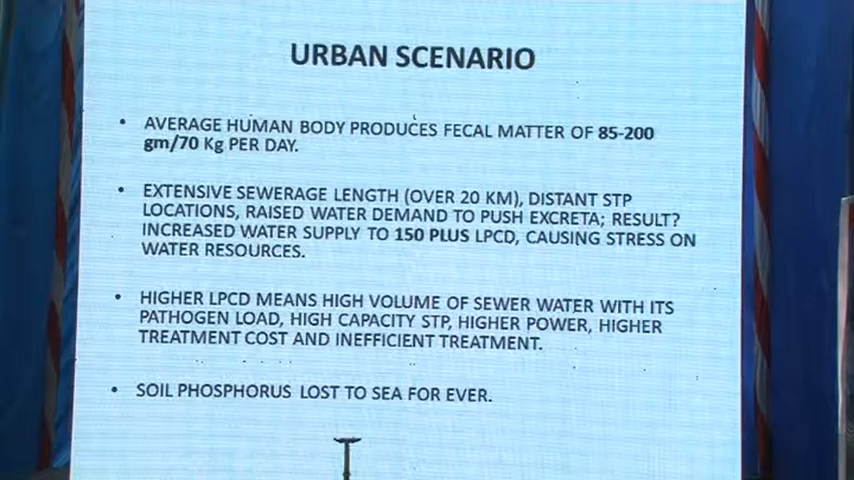 URBAN SCENARIO
• AVERAGE HUMAN BODY PRODUCES FECAL MATTER OF 85-200
gm/70 Kg PER DAY.
• EXTENSIVE SEWERAGE LENGTH (OVER 20 KM), DISTANT STP
LOCATIONS, RAISED WATER DEMAND TO PUSH EXCRETA; RESULT?
INCREASED WATER SUPPLY TO 150 PLUS LPCD, CAUSING STRESS ON
WATER RESOURCES.
• HIGHER LPCD MEANS HIGH VOLUME OF SEWER WATER WITH ITS
PATHOGEN LOAD, HIGH CAPACITY STP, HIGHER POWER, HIGHER
TREATMENT COST AND INEFFICIENT TREATMENT.
• SOIL PHOSPHORUS LOST TO SEA FOR EVER.